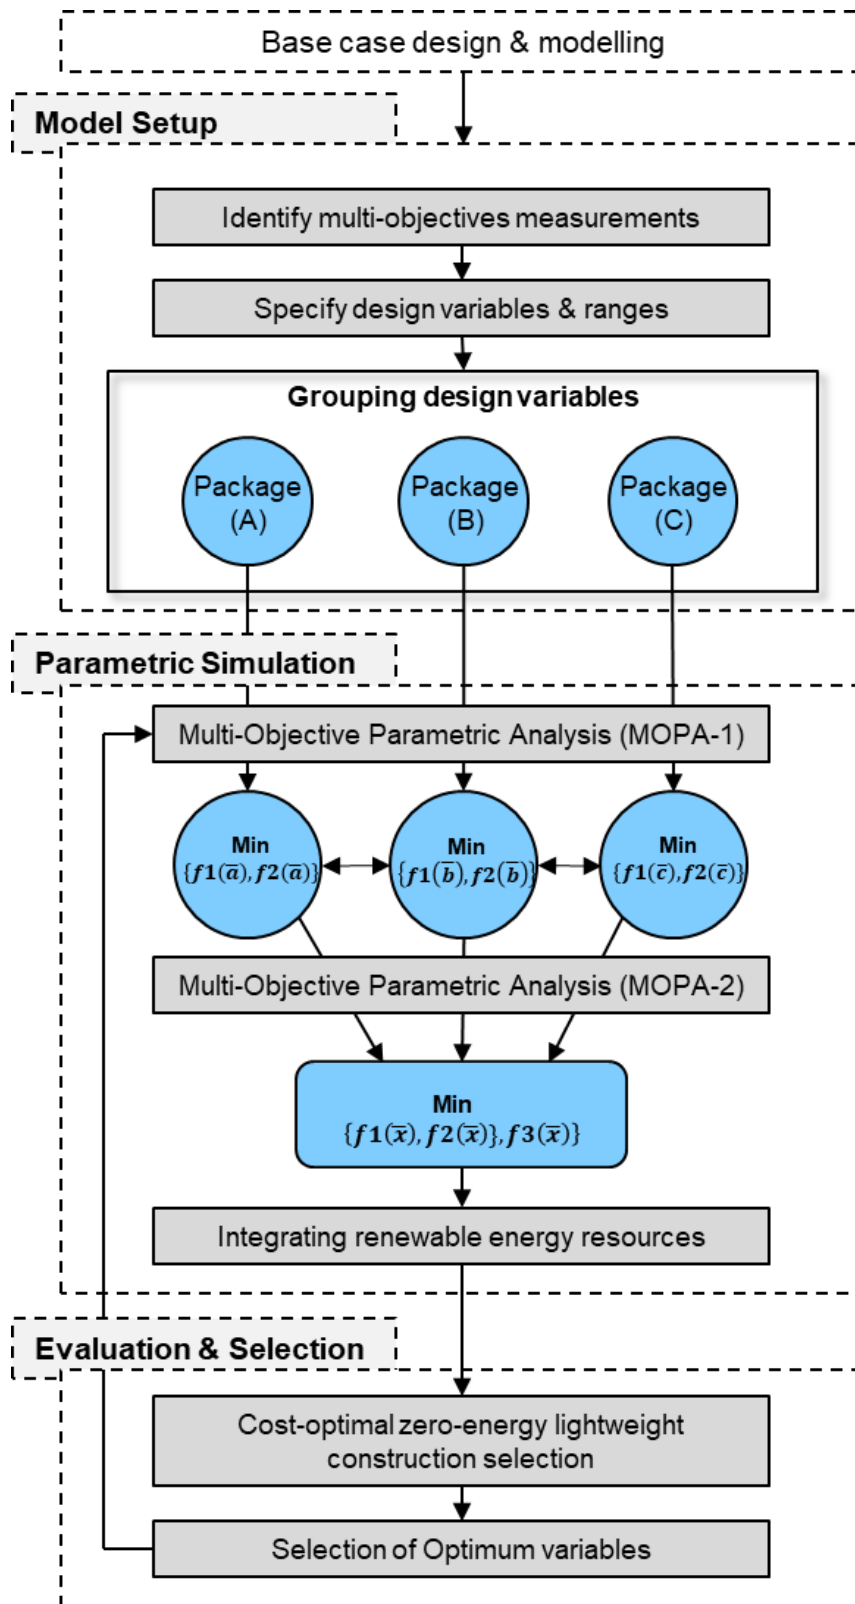 Base case design & modelling
Model Setup
Identify multi-objectives measurements
Specify design variables & ranges
Grouping design variables
Package
(A)
Package
(B)
Package
(C)
Parametric Simulation
Multi-Objective Parametric Analysis (MOPA-1)
Min
{f1(a̅),f2(a̅)}
Min
{f1(b̅),f2(b̅)}
Min
{f1(c̅),f2(c̅)}
Multi-Objective Parametric Analysis (MOPA-2)
Min
{f1(x̅),f2(x̅)},f3(x̅)}
Integrating renewable energy resources
Evaluation & Selection
Cost-optimal zero-energy lightweight
construction selection
Selection of Optimum variables